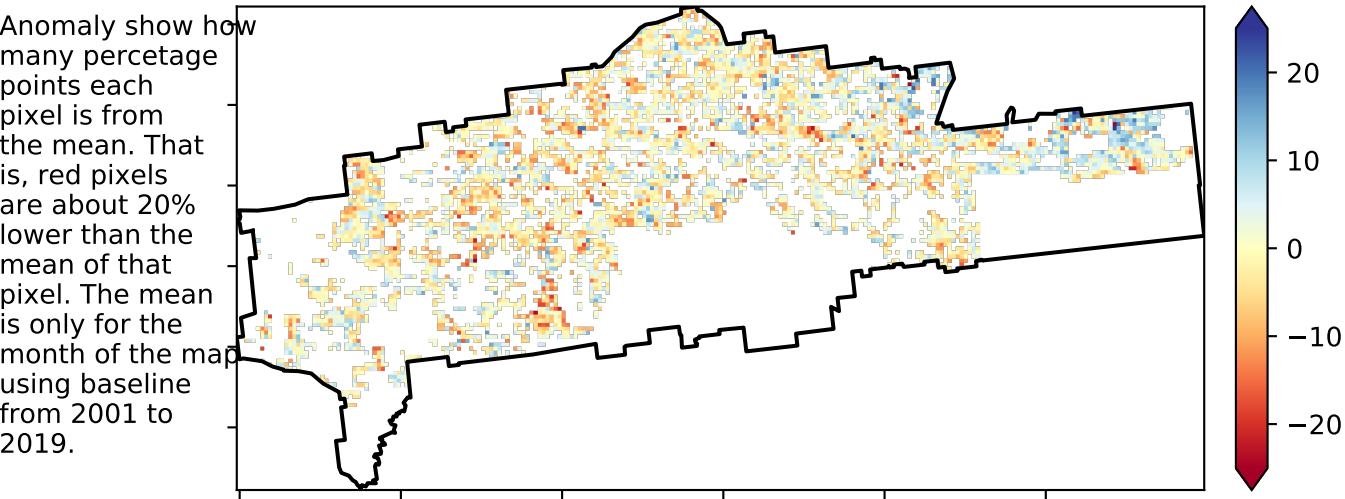 Anomaly show how
many percetage
points each
pixel is from
the mean. That
is, red pixels
are about 20%
lower than the
mean of that
pixel. The mean
is only for the
month of the map
using baseline
from 2001 to
2019.
20
10
0
−10
−20